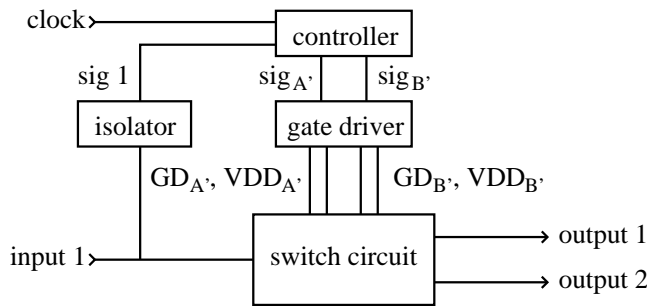 clock
controller
sig 1
sigA’
sigB’
isolator
gate driver
GDA’, VDDA’
GDB’, VDDB’
input 1
switch circuit
output 1
output 2